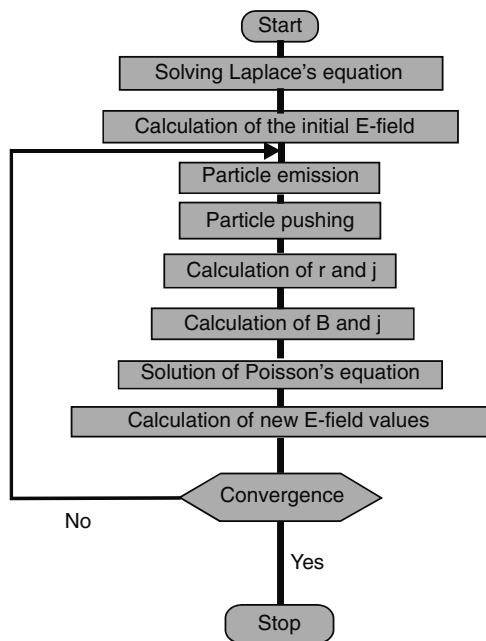 Start
Solving Laplace's equation
Calculation of the initial E-field
Particle emission
Particle pushing
Calculation of r and j
Calculation of B and j
Solution of Poisson's equation
Calculation of new E-field values
Convergence
No
Yes
Stop